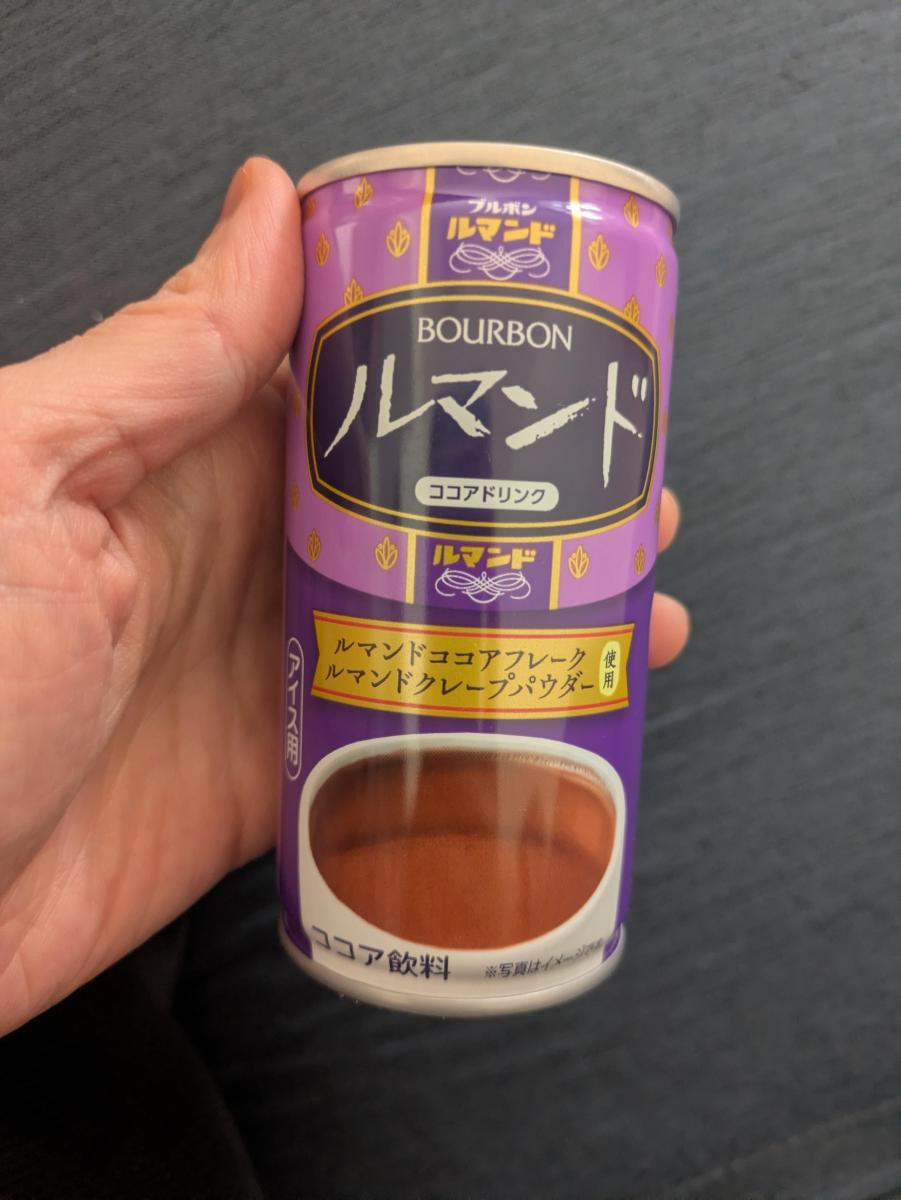 ブルボン
ルマンド
BOURBON
ルマンド
ココアドリンク
ルマンド
ルマンドココアフレーク
ルマンドクレープパウダー
使用
アイス用
ココア飲料
※写真はイメージです